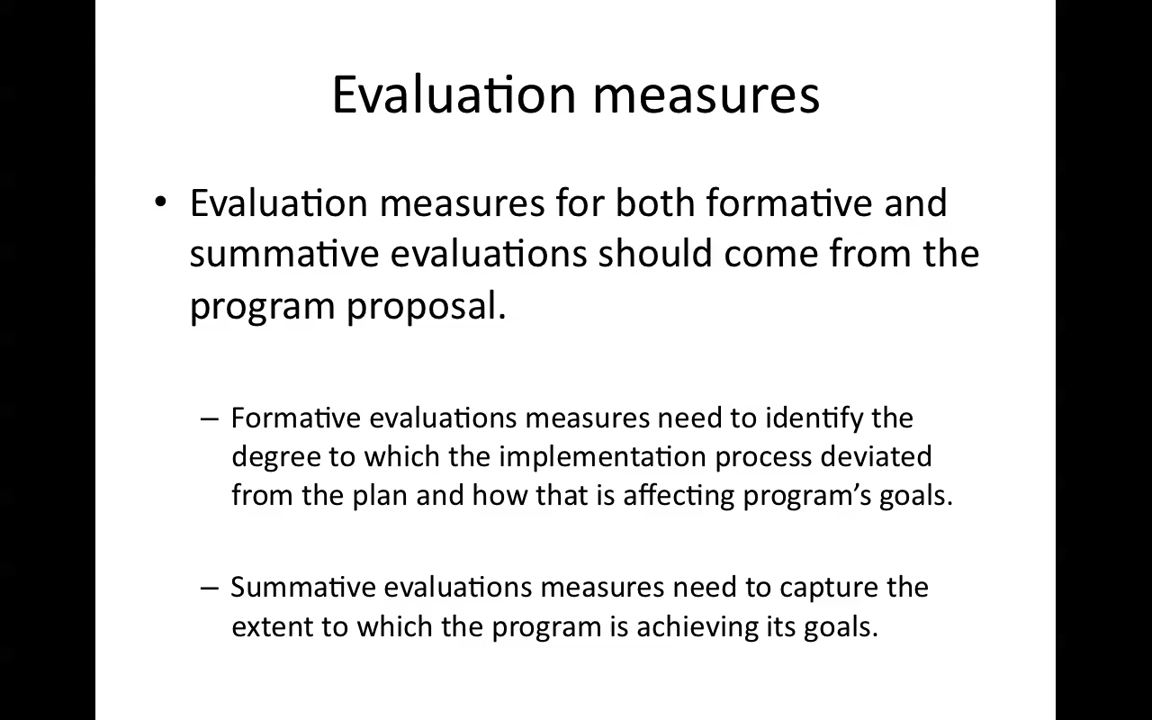 Evaluation measures
• Evaluation measures for both formative and
summative evaluations should come from the
program proposal.
– Formative evaluations measures need to identify the
degree to which the implementation process deviated
from the plan and how that is affecting program’s goals.
– Summative evaluations measures need to capture the
extent to which the program is achieving its goals.